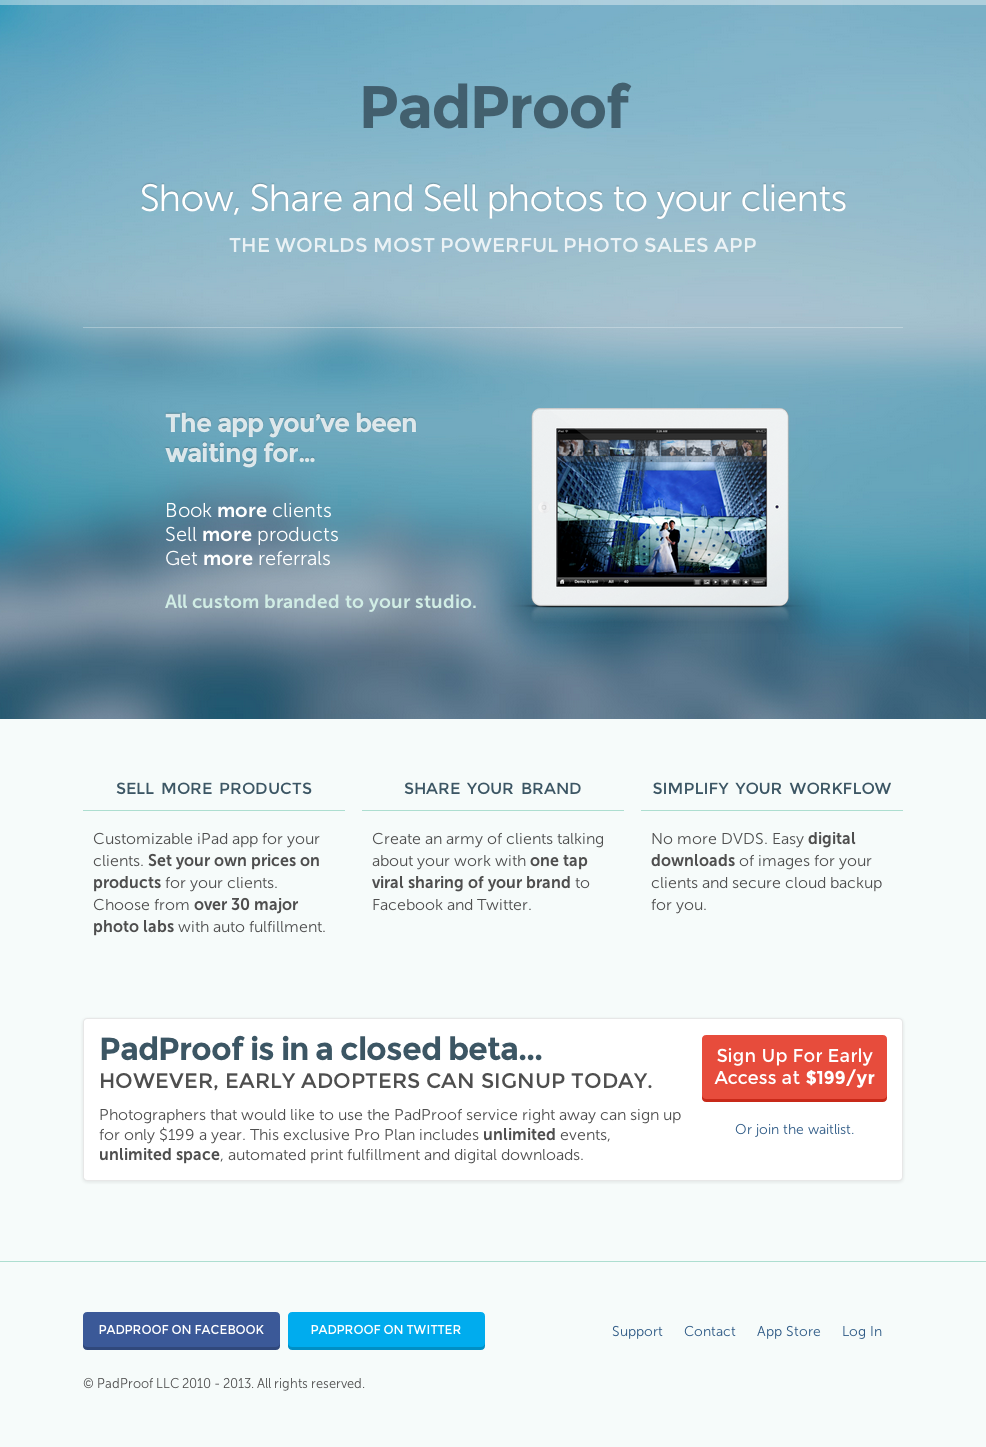 PadProof
Show, Share and Sell photos to your clients
THE WORLDS MOST POWERFUL PHOTO SALES APP
The app you've been
waiting for...
Book more clients
Sell more products
Get more referrals
All custom branded to your studio.
Demo Event All 40
SELL MORE PRODUCTS
Customizable iPad app for your
clients. Set your own prices on
products for your clients.
Choose from over 30 major
photo labs with auto fulfillment.
SHARE YOUR BRAND
Create an army of clients talking
about your work with one tap
viral sharing of your brand to
Facebook and Twitter.
SIMPLIFY YOUR WORKFLOW
No more DVDS. Easy digital
downloads of images for your
clients and secure cloud backup
for you.
PadProof is in a closed beta...
HOWEVER, EARLY ADOPTERS CAN SIGNUP TODAY.
Photographers that would like to use the PadProof service right away can sign up
for only $199 a year. This exclusive Pro Plan includes unlimited events,
unlimited space, automated print fulfillment and digital downloads.
Sign Up For Early
Access at $199/yr
Or join the waitlist.
PADPROOF ON FACEBOOK
PADPROOF ON TWITTER
Support
Contact
App Store
Log In
© PadProof LLC 2010 - 2013. All rights reserved.